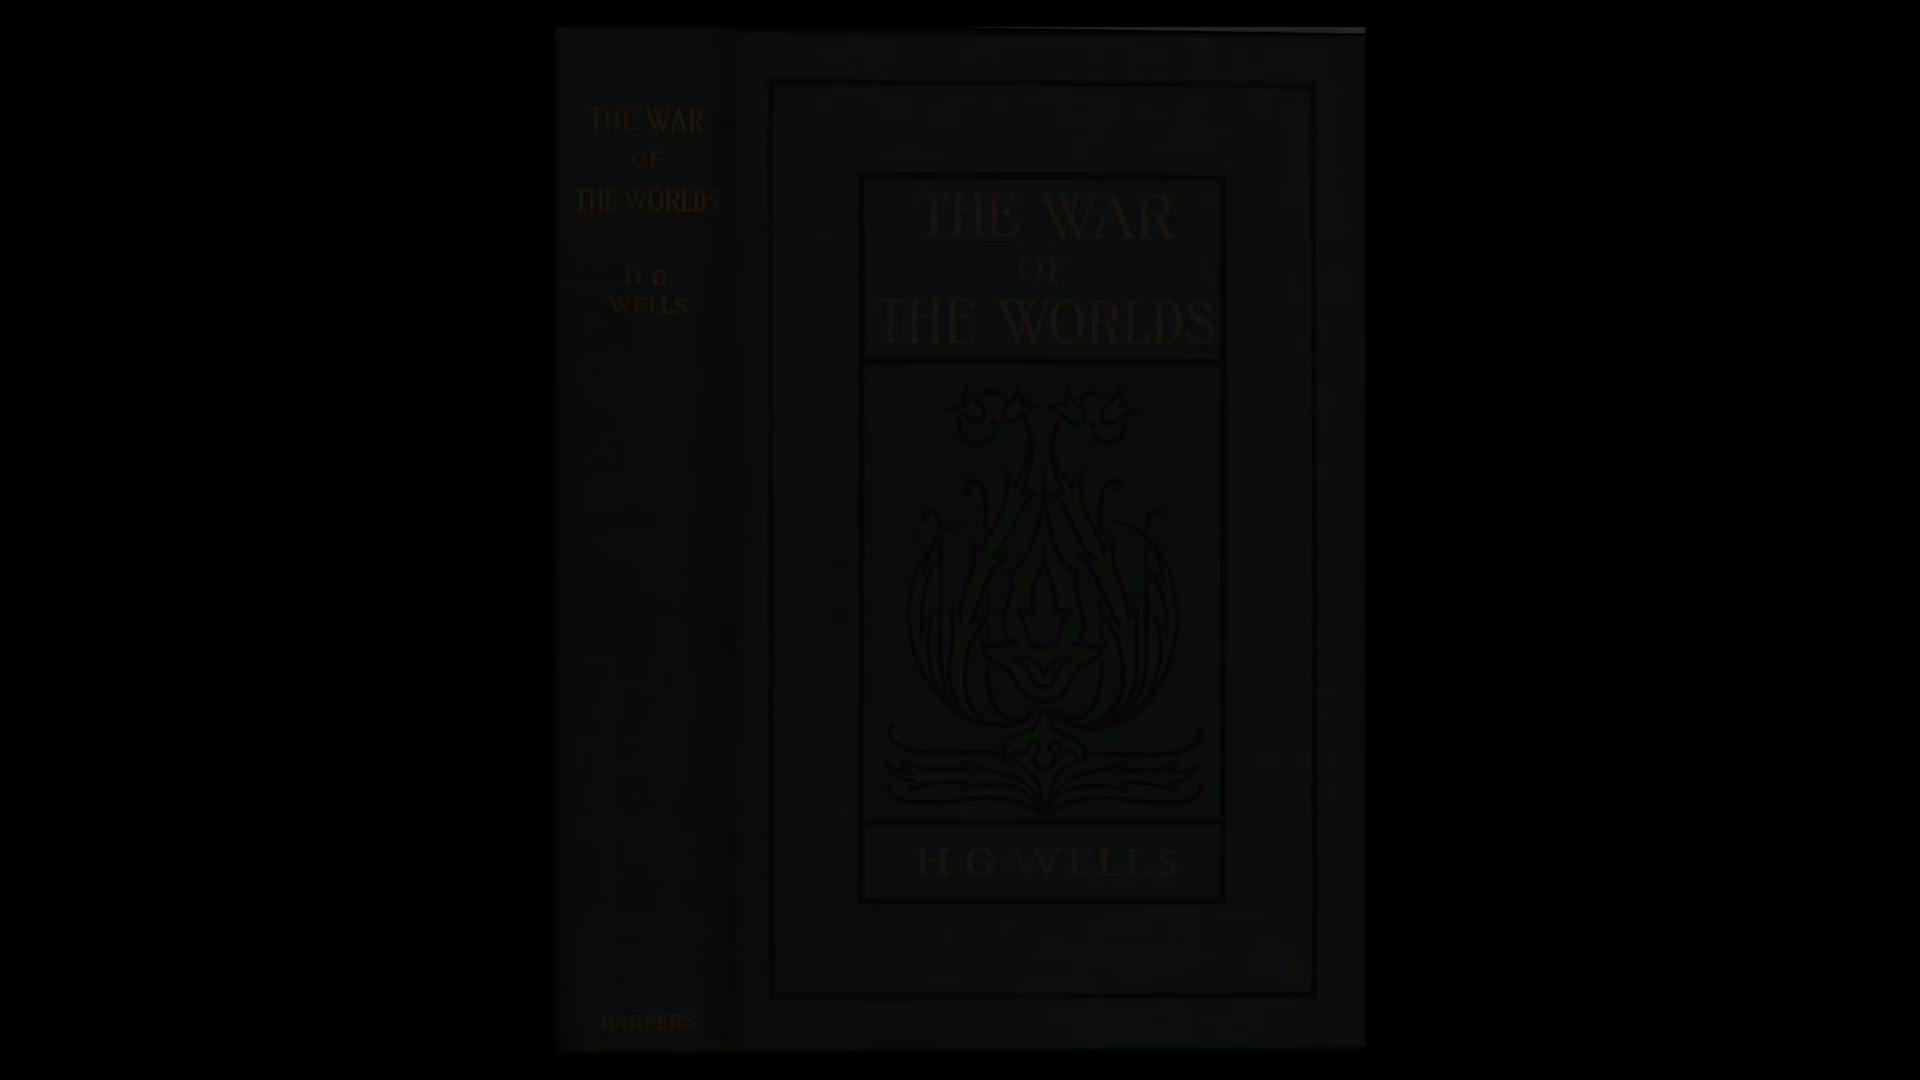 THE WAR
OF
THE WORLDS
H.G.
WELLS
HARPERS
THE WAR
OF
THE WORLDS
H.G.WELLS